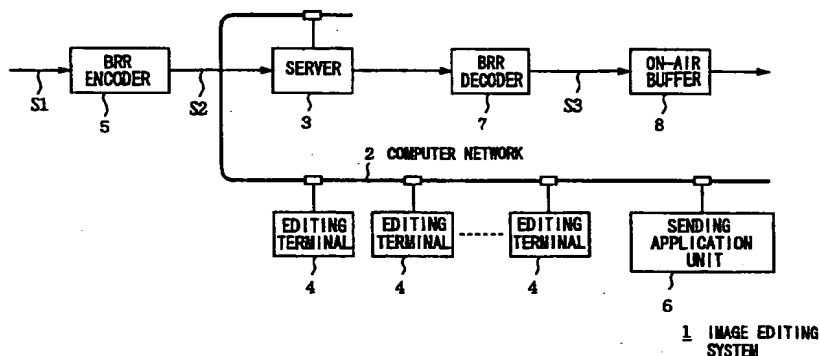 BRR
ENCODER
5
S1
S2
SERVER
3
BRR
DECODER
7
S3
ON-AIR
BUFFER
8
2 COMPUTER NETWORK
EDITING
TERMINAL
4
EDITING
TERMINAL
4
EDITING
TERMINAL
4
SENDING
APPLICATION
UNIT
6
1 IMAGE EDITING
SYSTEM